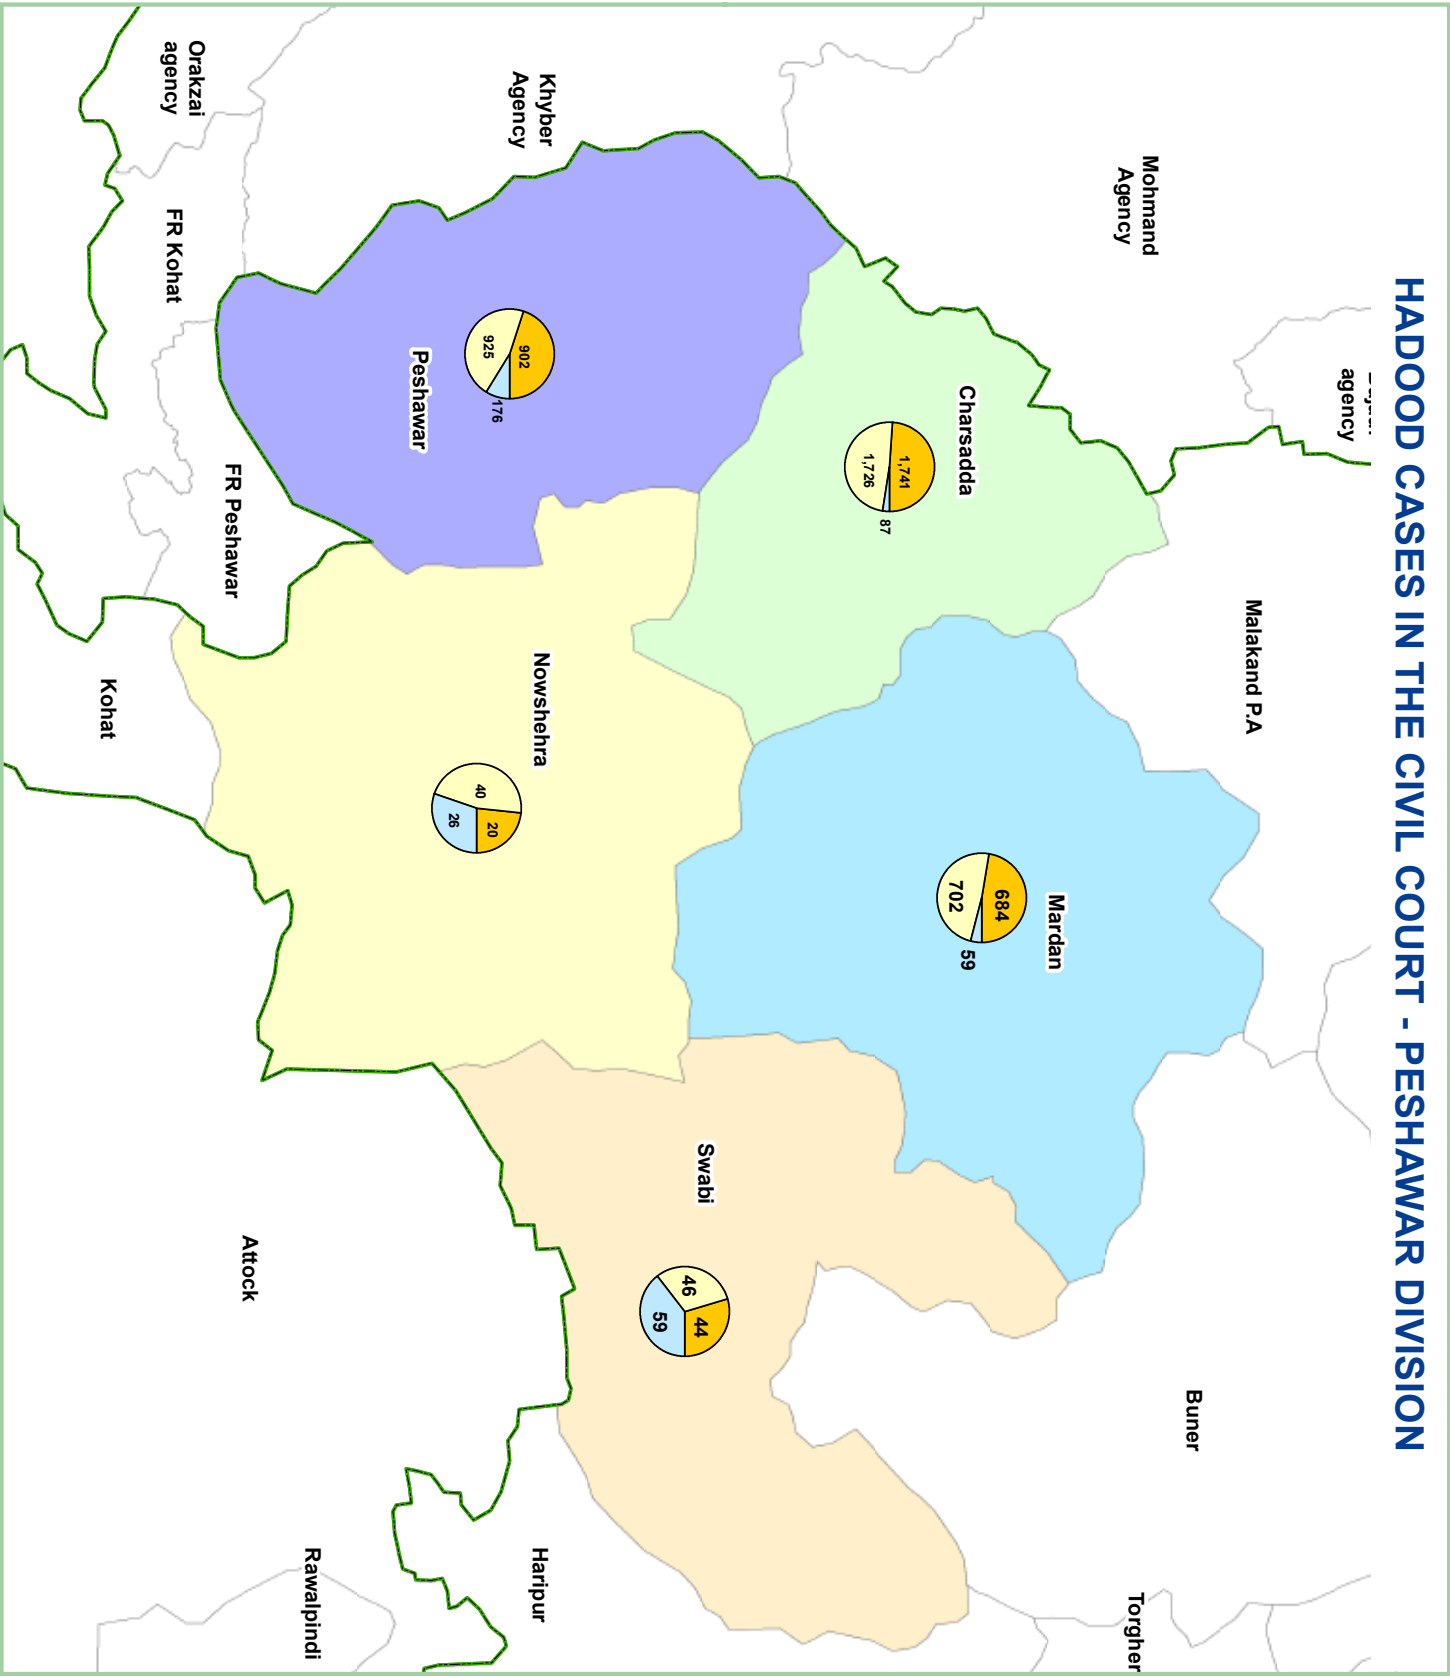 HADOOD CASES IN THE CIVIL COURT - PESHAWAR DIVISION
agency
Mohmand
Agency
Malakand P.A
Buner
Torgher
Khyber
Agency
Charsadda
1,741
1,726
87
Mardan
684
702
59
Orakzai
agency
FR Kohat
Peshawar
902
925
176
FR Peshawar
Nowshehra
40
20
26
Swabi
46
44
59
Kohat
Attock
Haripur
Rawalpindi